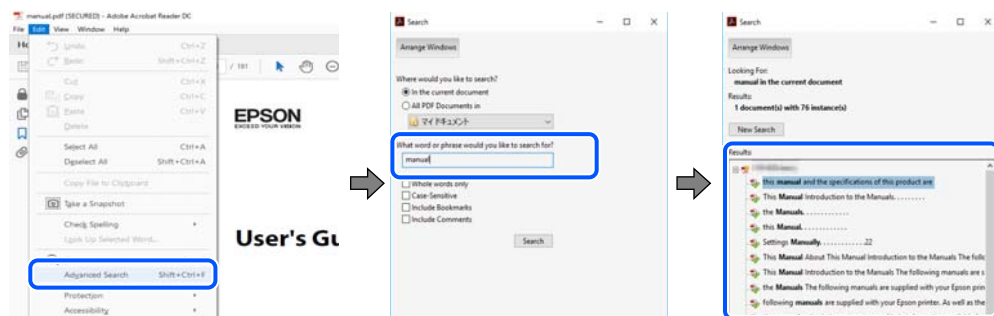 manual.pdf (SECURED) - Adobe Acrobat Reader DC
File Edit View Window Help
Undo Ctrl+Z
Redo Shift+Ctrl+Z
Cut Ctrl+X
Copy Ctrl+C
Paste Ctrl+V
Delete
Select All Ctrl+A
Deselect All Shift+Ctrl+A
Copy File to Clipboard
Take a Snapshot
Check Spelling
Look Up Selected Word...
Advanced Search Shift+Ctrl+F
Protection
Accessibility
/ 191
EPSON
EXCEED YOUR VISION
User's Gu
Search
Arrange Windows
Where would you like to search?
In the current document
All PDF Documents in
マイ ドキュメント
What word or phrase would you like to search for?
manual
Whole words only
Case-Sensitive
Include Bookmarks
Include Comments
Search
Search
Arrange Windows
Looking For:
manual in the current document
Results:
1 document(s) with 76 instance(s)
New Search
Results:
this manual and the specifications of this product are
This Manual Introduction to the Manuals. . . . . . . . .
the Manuals. . . . . . . . . . . . .
this Manual. . . . . . . . . . . . .
Settings Manually. . . . . . . . . . . . .22
This Manual About This Manual Introduction to the Manuals The follo
This Manual Introduction to the Manuals The following manuals are s
the Manuals The following manuals are supplied with your Epson prin
following manuals are supplied with your Epson printer. As well as the